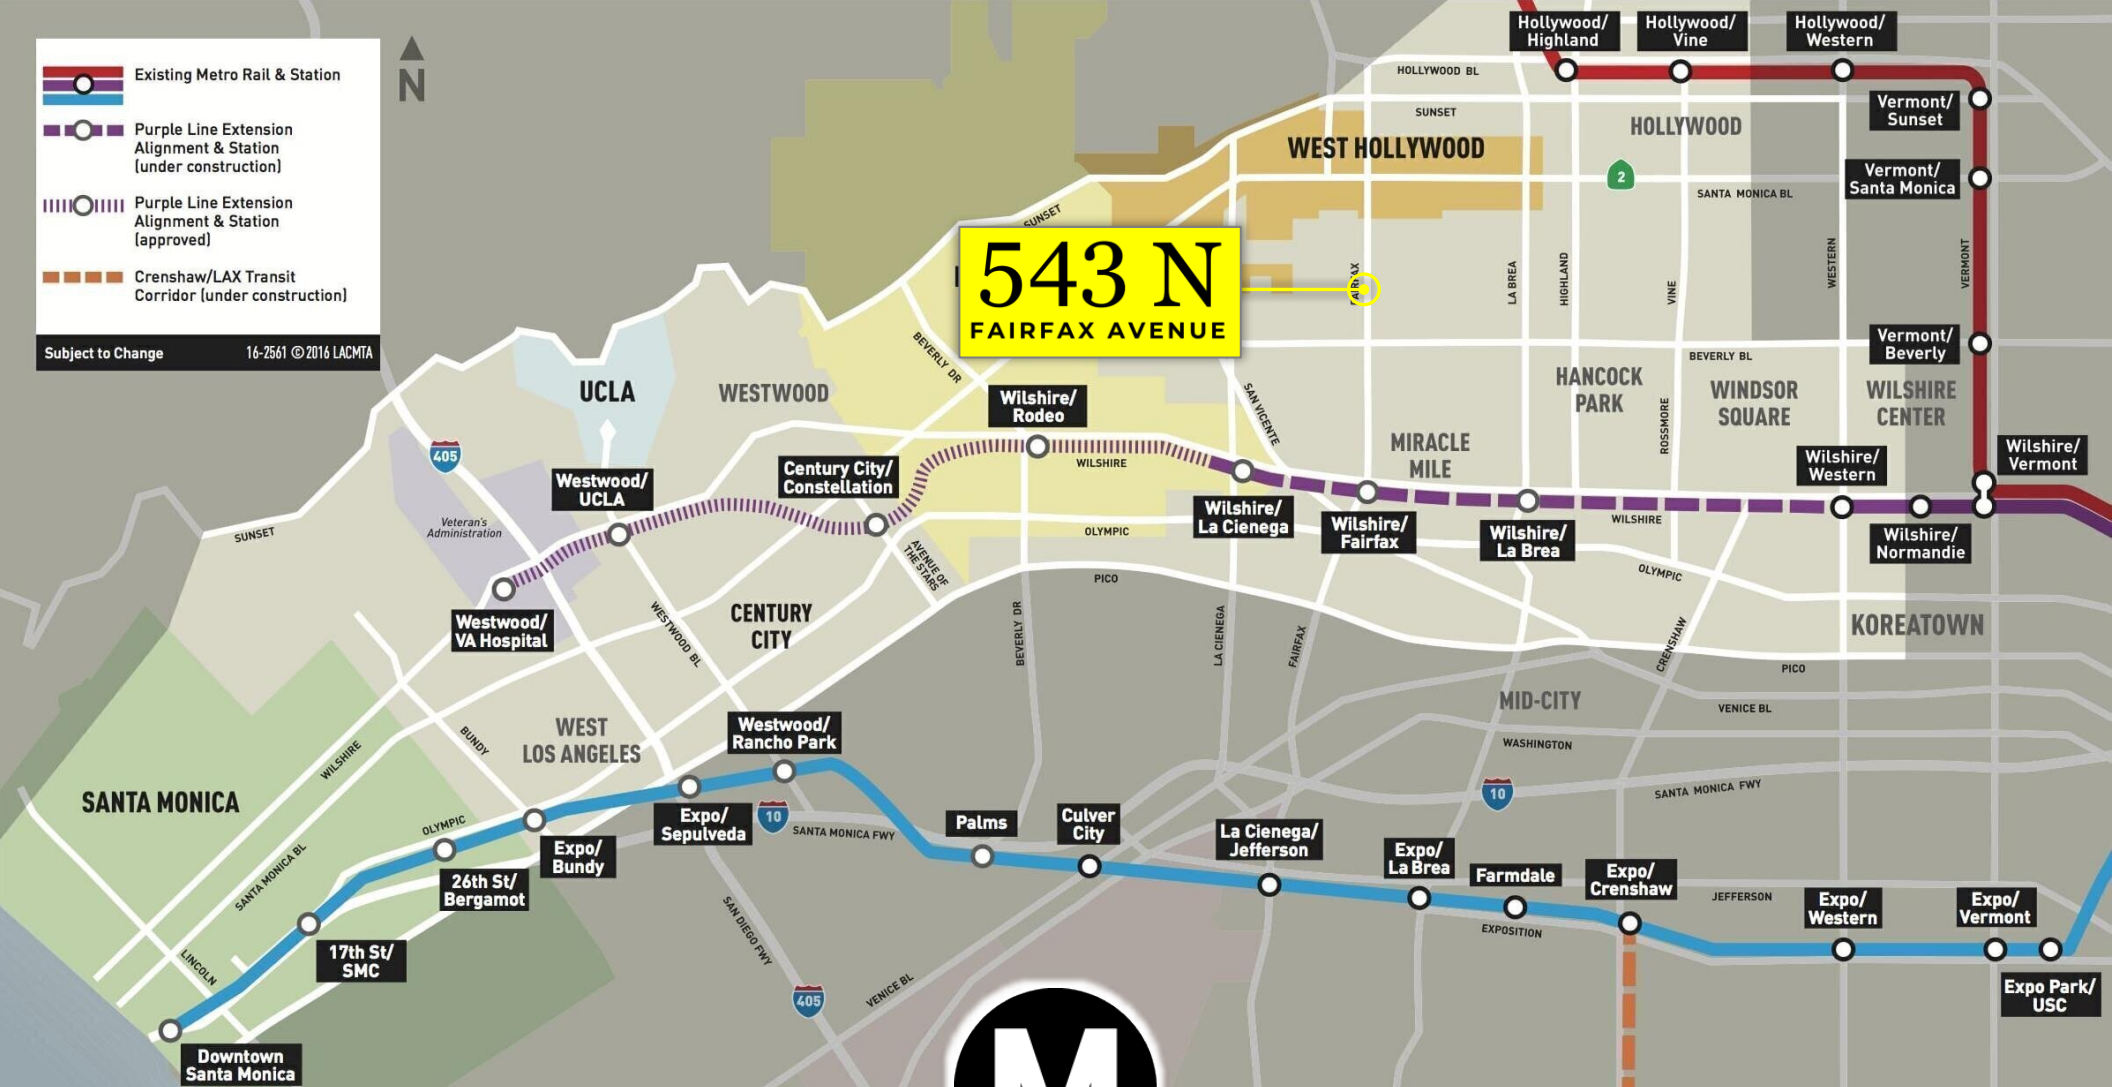 Existing Metro Rail & Station
Purple Line Extension
Alignment & Station
(under construction)
Purple Line Extension
Alignment & Station
(approved)
Crenshaw/LAX Transit
Corridor (under construction)
Subject to Change
16-2561 © 2016 LACMTA
N
Hollywood/
Highland
Hollywood/
Vine
Hollywood/
Western
HOLLYWOOD BL
SUNSET
Vermont/
Sunset
HOLLYWOOD
WEST HOLLYWOOD
2
Vermont/
Santa Monica
SANTA MONICA BL
SUNSET
543 N
FAIRFAX AVENUE
FAIRFAX
LA BREA
HIGHLAND
VINE
WESTERN
VERMONT
BEVERLY DR
BEVERLY BL
Vermont/
Beverly
UCLA
WESTWOOD
Wilshire/
Rodeo
SAN VICENTE
HANCOCK
PARK
ROSSMORE
WINDSOR
SQUARE
WILSHIRE
CENTER
MIRACLE
MILE
405
Westwood/
UCLA
Century City/
Constellation
WILSHIRE
Wilshire/
Western
Wilshire/
Vermont
Veteran's
Administration
SUNSET
Wilshire/
La Cienega
Wilshire/
Fairfax
Wilshire/
La Brea
WILSHIRE
Wilshire/
Normandie
OLYMPIC
AVENUE OF
THE STARS
OLYMPIC
PICO
Westwood/
VA Hospital
WESTWOOD BL
CENTURY
CITY
BEVERLY DR
LA CIENEGA
FAIRFAX
CRENSHAW
KOREATOWN
PICO
MID-CITY
VENICE BL
WASHINGTON
WEST
LOS ANGELES
BUNDY
Westwood/
Rancho Park
WILSHIRE
SANTA MONICA
10
SANTA MONICA FWY
OLYMPIC
Expo/
Sepulveda
10
SANTA MONICA FWY
Palms
Culver
City
La Cienega/
Jefferson
Expo/
La Brea
Farmdale
Expo/
Crenshaw
JEFFERSON
Expo/
Western
Expo/
Vermont
SANTA MONICA BL
Expo/
Bundy
26th St/
Bergamot
EXPOSITION
SAN DIEGO FWY
17th St/
SMC
LINCOLN
405
VENICE BL
Expo Park/
USC
Downtown
Santa Monica
M